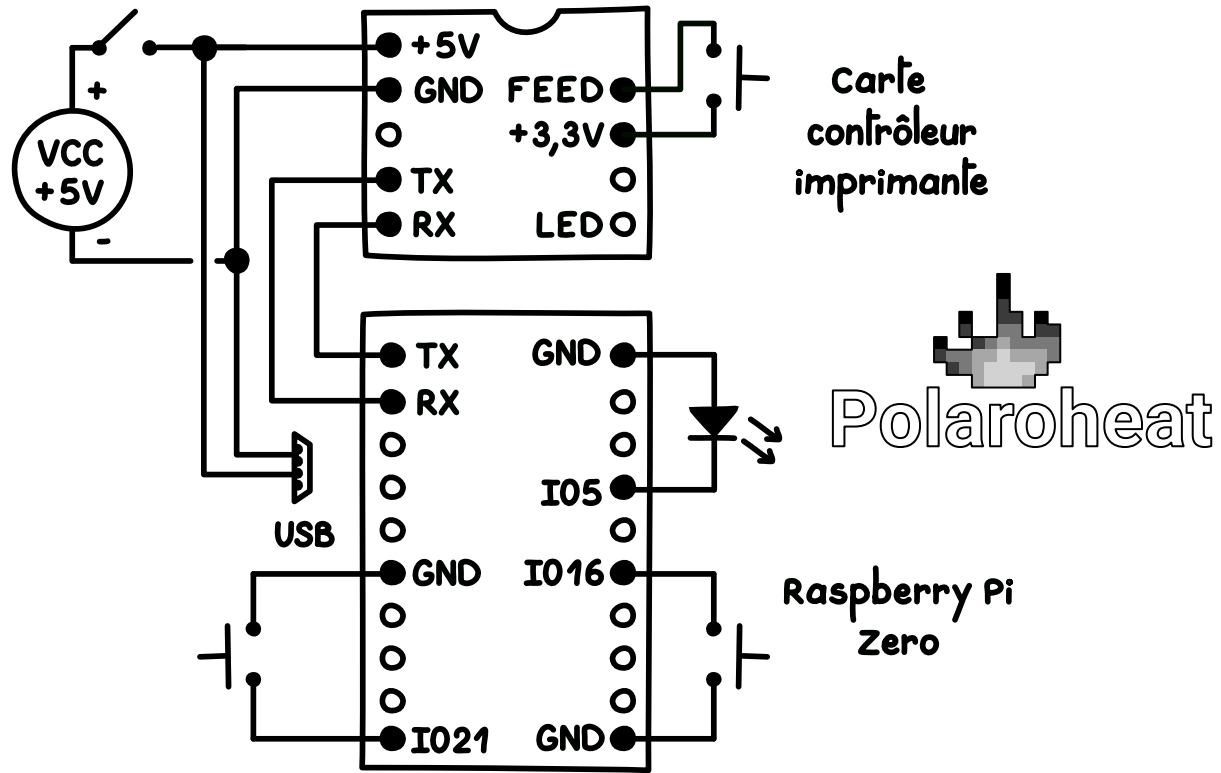 +5V
GND
FEED
+3,3V
TX
RX
LED
+
VCC
+5V
-
Carte
contrôleur
imprimante
Polaroheat
TX
GND
RX
IO5
USB
GND
IO16
IO21
GND
Raspberry Pi
Zero